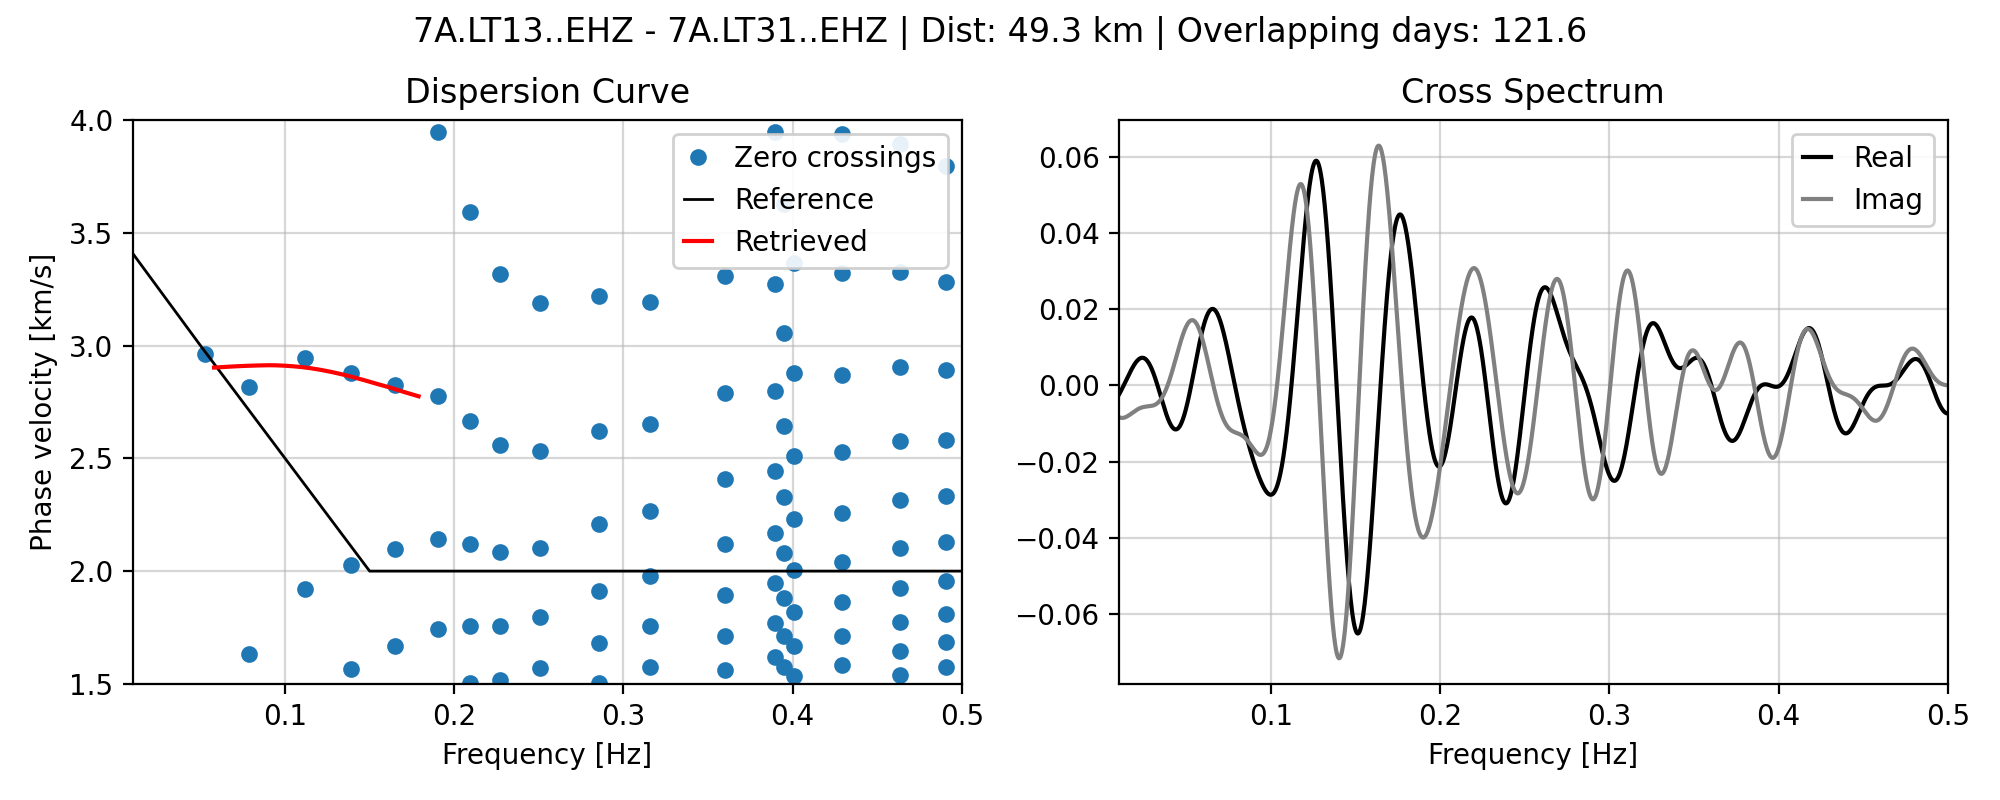 7A.LT13..EHZ - 7A.LT31..EHZ | Dist: 49.3 km | Overlapping days: 121.6
Dispersion Curve
4.0
3.5
3.0
2.5
2.0
1.5
Phase velocity [km/s]
0.1
0.2
0.3
0.4
0.5
Frequency [Hz]
Zero crossings
Reference
Retrieved
Cross Spectrum
0.06
0.04
0.02
0.00
−0.02
−0.04
−0.06
0.1
0.2
0.3
0.4
0.5
Frequency [Hz]
Real
Imag